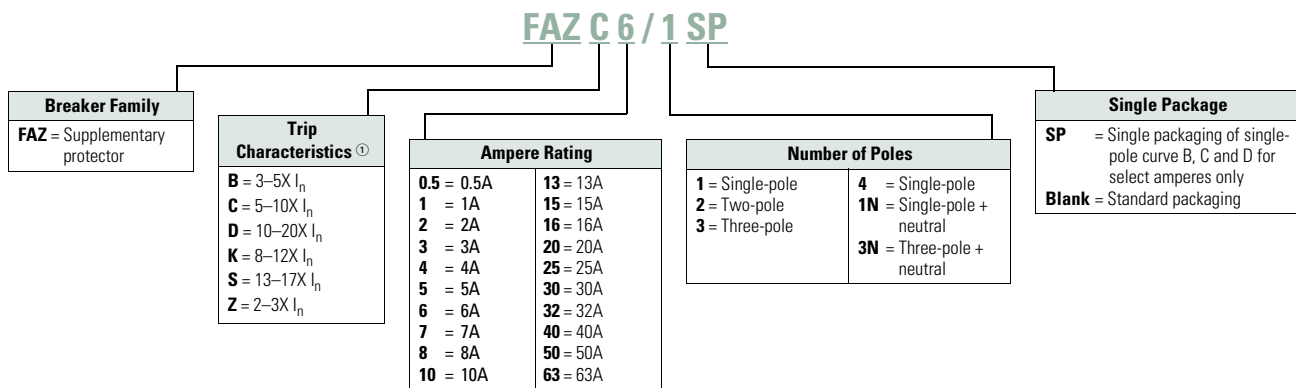 FAZ C 6 / 1 SP
Breaker Family
FAZ = Supplementary
protector
Trip
Characteristics ①
B = 3–5X In
C = 5–10X In
D = 10–20X In
K = 8–12X In
S = 13–17X In
Z = 2–3X In
Ampere Rating
0.5 = 0.5A
1 = 1A
2 = 2A
3 = 3A
4 = 4A
5 = 5A
6 = 6A
7 = 7A
8 = 8A
10 = 10A
13 = 13A
15 = 15A
16 = 16A
20 = 20A
25 = 25A
30 = 30A
32 = 32A
40 = 40A
50 = 50A
63 = 63A
Number of Poles
1 = Single-pole
2 = Two-pole
3 = Three-pole
4 = Single-pole
1N = Single-pole +
neutral
3N = Three-pole +
neutral
Single Package
SP = Single packaging of single-
pole curve B, C and D for
select amperes only
Blank = Standard packaging